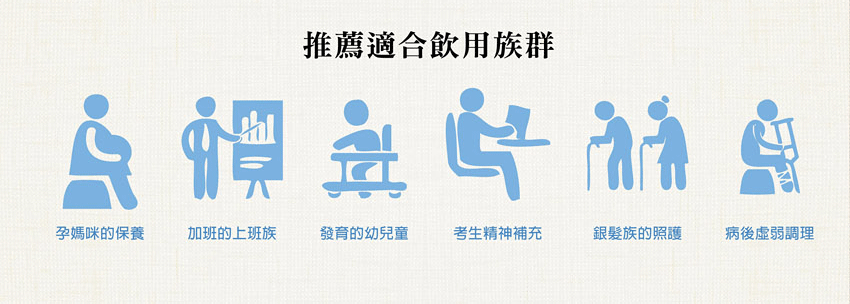 推薦適合飲用族群
孕媽咪的保養
加班的上班族
發育的幼兒童
考生精神補充
銀髮族的照護
病後虛弱調理